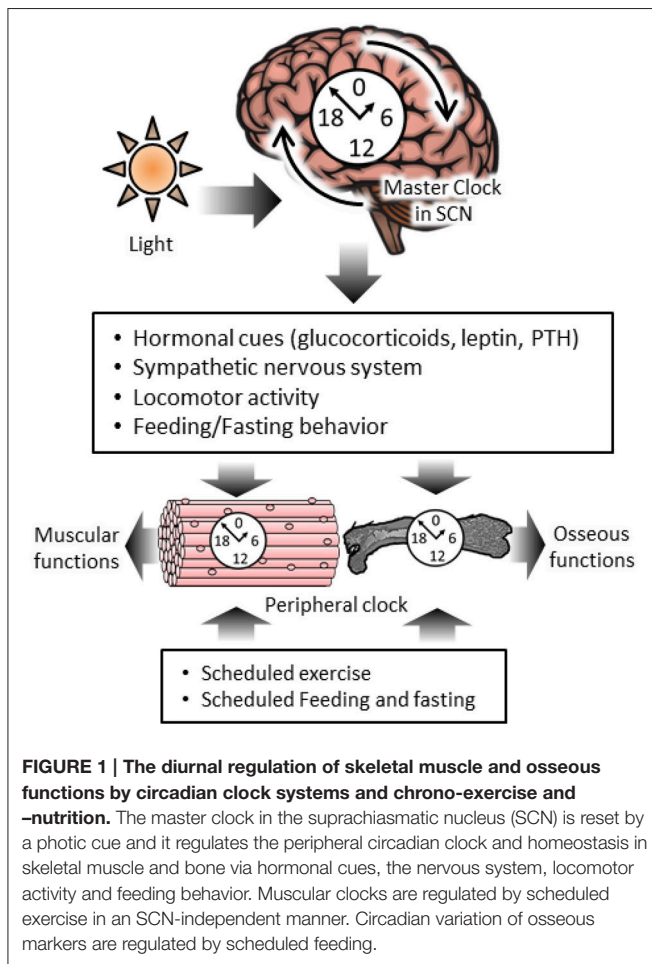 0
18 6
12
Master Clock
in SCN
Light
• Hormonal cues (glucocorticoids, leptin, PTH)
• Sympathetic nervous system
• Locomotor activity
• Feeding/Fasting behavior
Muscular
functions
0
18 6
12
0
18 6
12
Osseous
functions
Peripheral clock
• Scheduled exercise
• Scheduled Feeding and fasting
FIGURE 1 | The diurnal regulation of skeletal muscle and osseous
functions by circadian clock systems and chrono-exercise and
–nutrition. The master clock in the suprachiasmatic nucleus (SCN) is reset by
a photic cue and it regulates the peripheral circadian clock and homeostasis in
skeletal muscle and bone via hormonal cues, the nervous system, locomotor
activity and feeding behavior. Muscular clocks are regulated by scheduled
exercise in an SCN-independent manner. Circadian variation of osseous
markers are regulated by scheduled feeding.